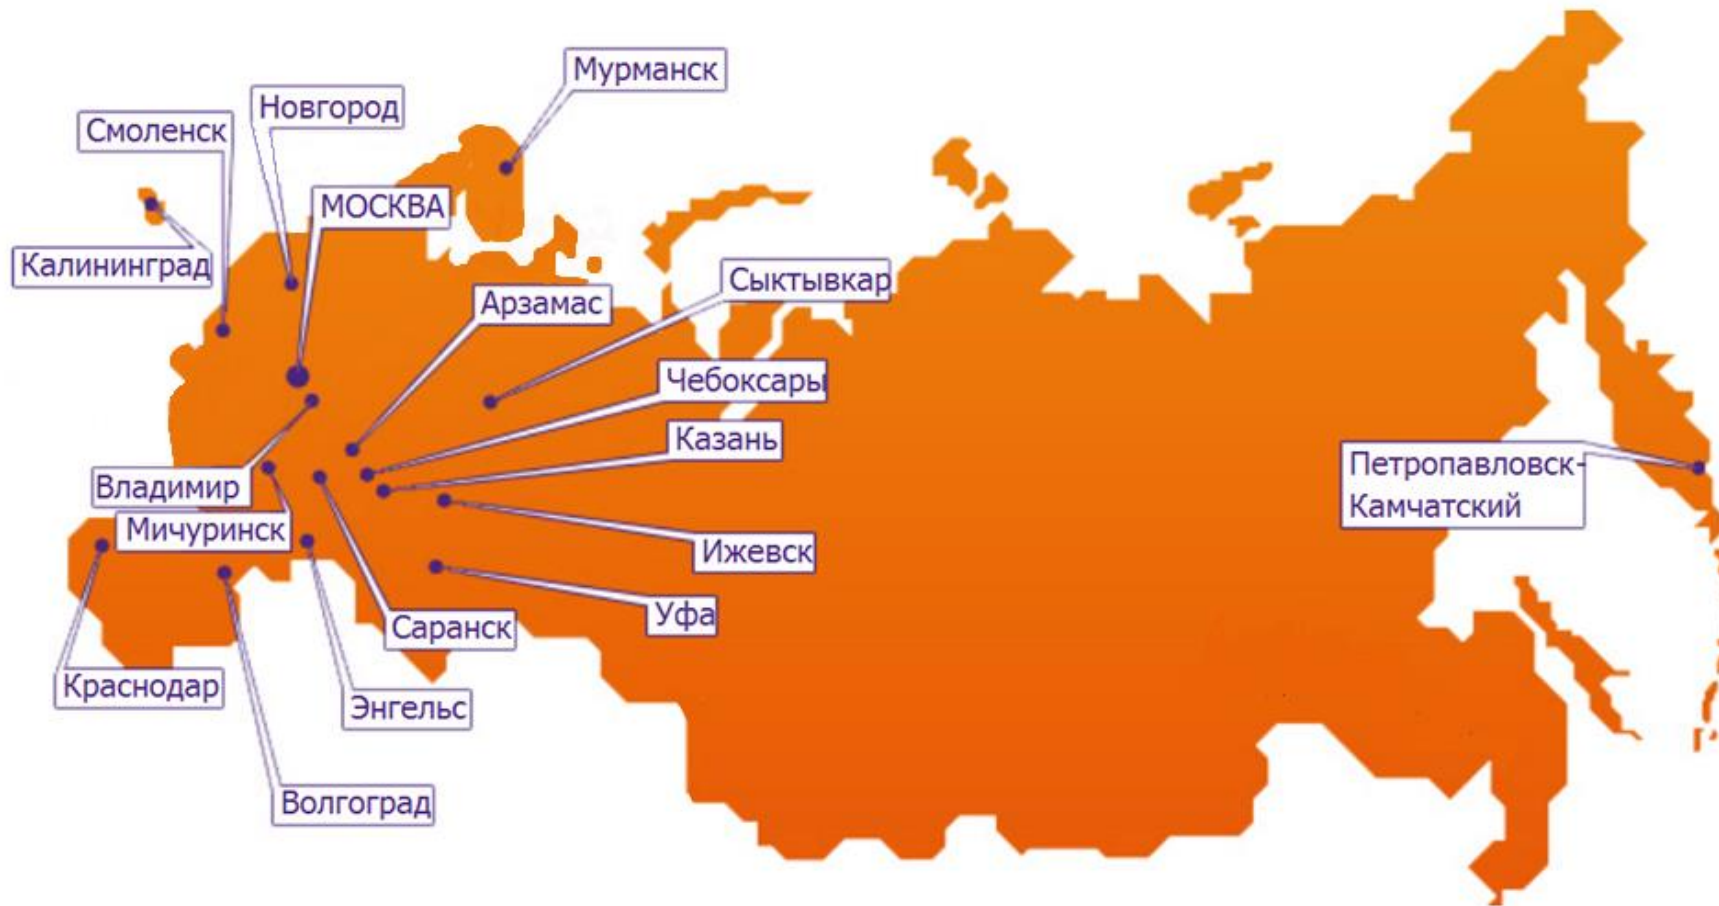 Мурманск
Новгород
Смоленск
МОСКВА
Калининград
Сыктывкар
Арзамас
Чебоксары
Казань
Петропавловск-
Камчатский
Владимир
Мичуринск
Ижевск
Уфа
Саранск
Краснодар
Энгельс
Волгоград